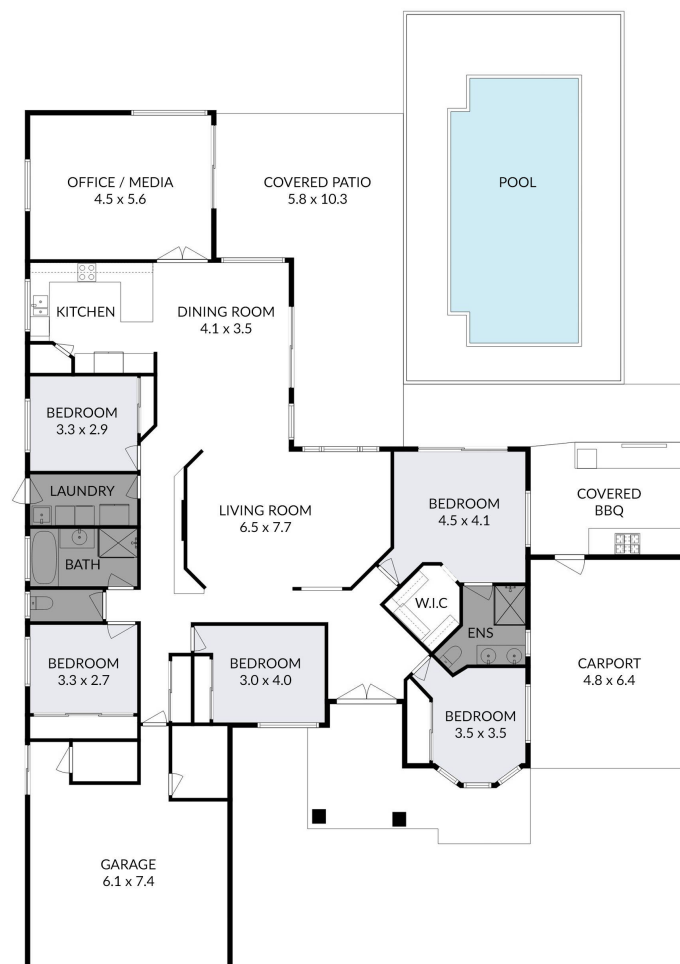 OFFICE / MEDIA
4.5 x 5.6
COVERED PATIO
5.8 x 10.3
POOL
KITCHEN
DINING ROOM
4.1 x 3.5
BEDROOM
3.3 x 2.9
LAUNDRY
BATH
LIVING ROOM
6.5 x 7.7
BEDROOM
4.5 x 4.1
COVERED
BBQ
W.I.C
ENS
BEDROOM
3.3 x 2.7
BEDROOM
3.0 x 4.0
CARPORT
4.8 x 6.4
BEDROOM
3.5 x 3.5
GARAGE
6.1 x 7.4